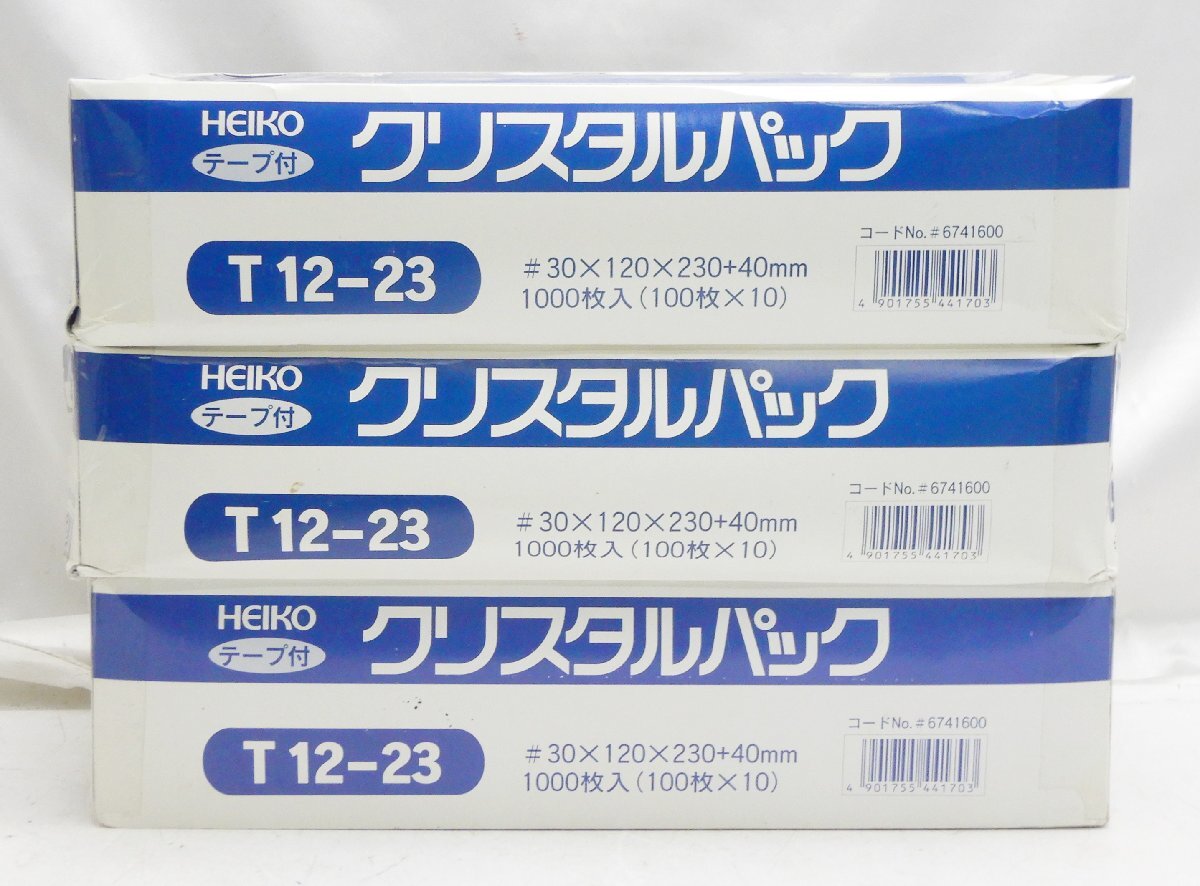 HEIKO
テープ付
クリスタルパック
コードNo.#6741600
T 12-23
#30×120×230+40mm
1000枚入(100枚×10)
4 901755 441703
HEIKO
テープ付
クリスタルパック
コードNo.#6741600
T 12-23
#30×120×230+40mm
1000枚入(100枚×10)
4 901755 441703
HEIKO
テープ付
クリスタルパック
コードNo.#6741600
T 12-23
#30×120×230+40mm
1000枚入(100枚×10)
4 901755 441703